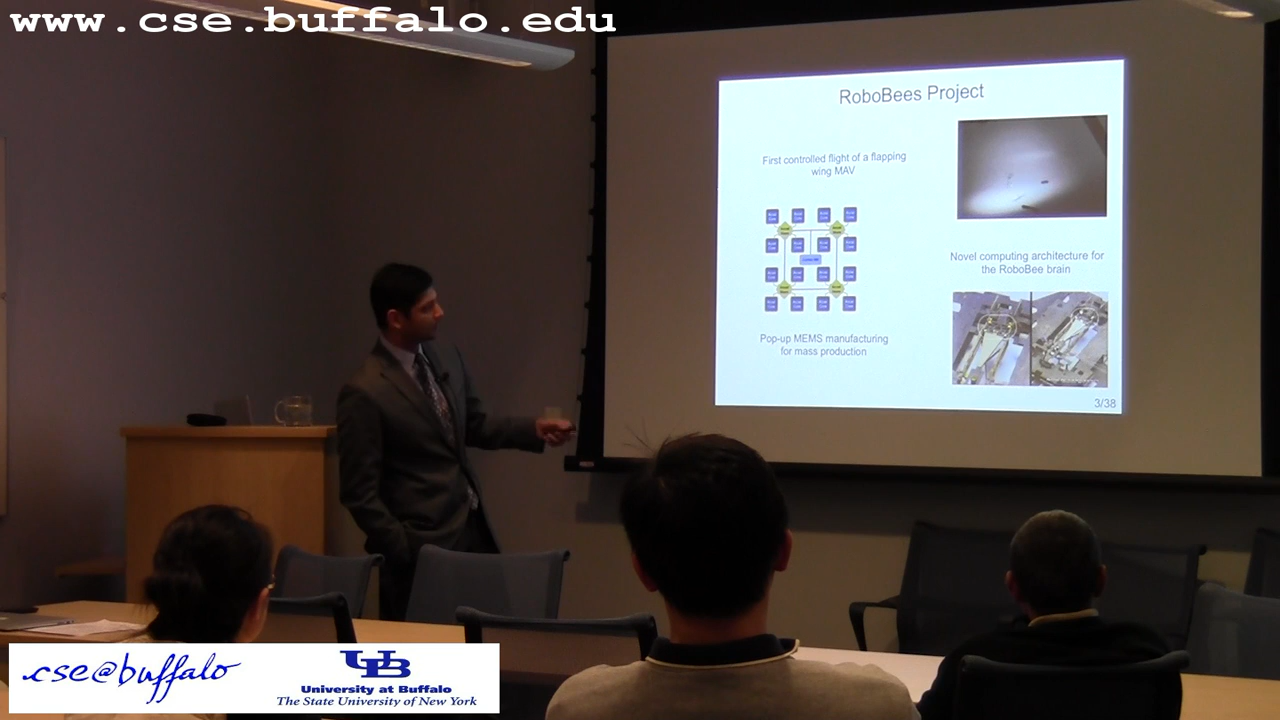 www.cse.buffalo.edu
RoboBees Project
First controlled flight of a flapping
wing MAV
Novel computing architecture for
the RoboBee brain
Pop-up MEMS manufacturing
for mass production
3/38
cse@buffalo
UB
University at Buffalo
The State University of New York